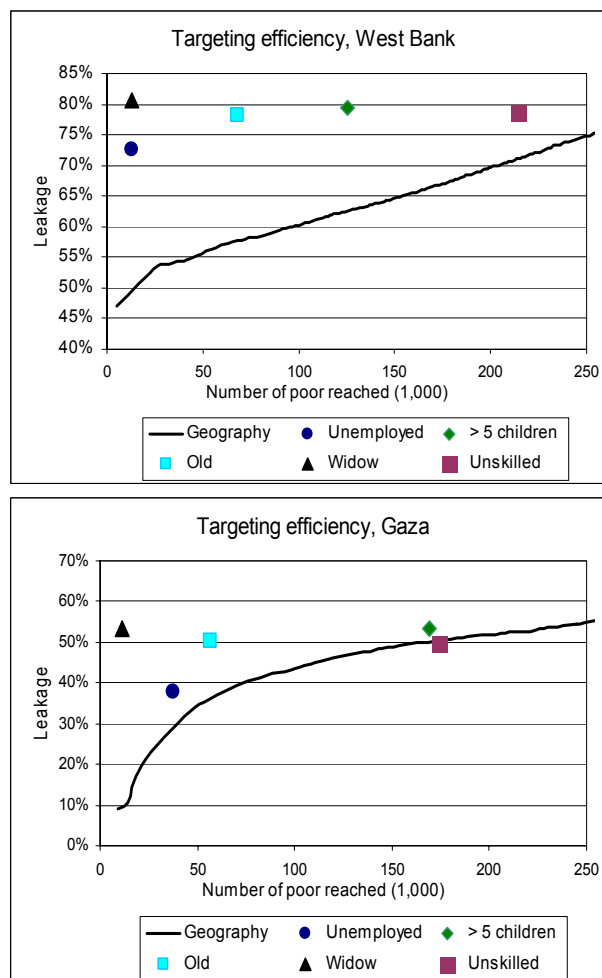 Targeting efficiency, West Bank
85%
80%
75%
70%
65%
60%
55%
50%
45%
40%
Leakage
0 50 100 150 200 250
Number of poor reached (1,000)
Geography Unemployed > 5 children
Old Widow Unskilled
Targeting efficiency, Gaza
70%
60%
50%
40%
30%
20%
10%
0%
Leakage
0 50 100 150 200 250
Number of poor reached (1,000)
Geography Unemployed > 5 children
Old Widow Unskilled